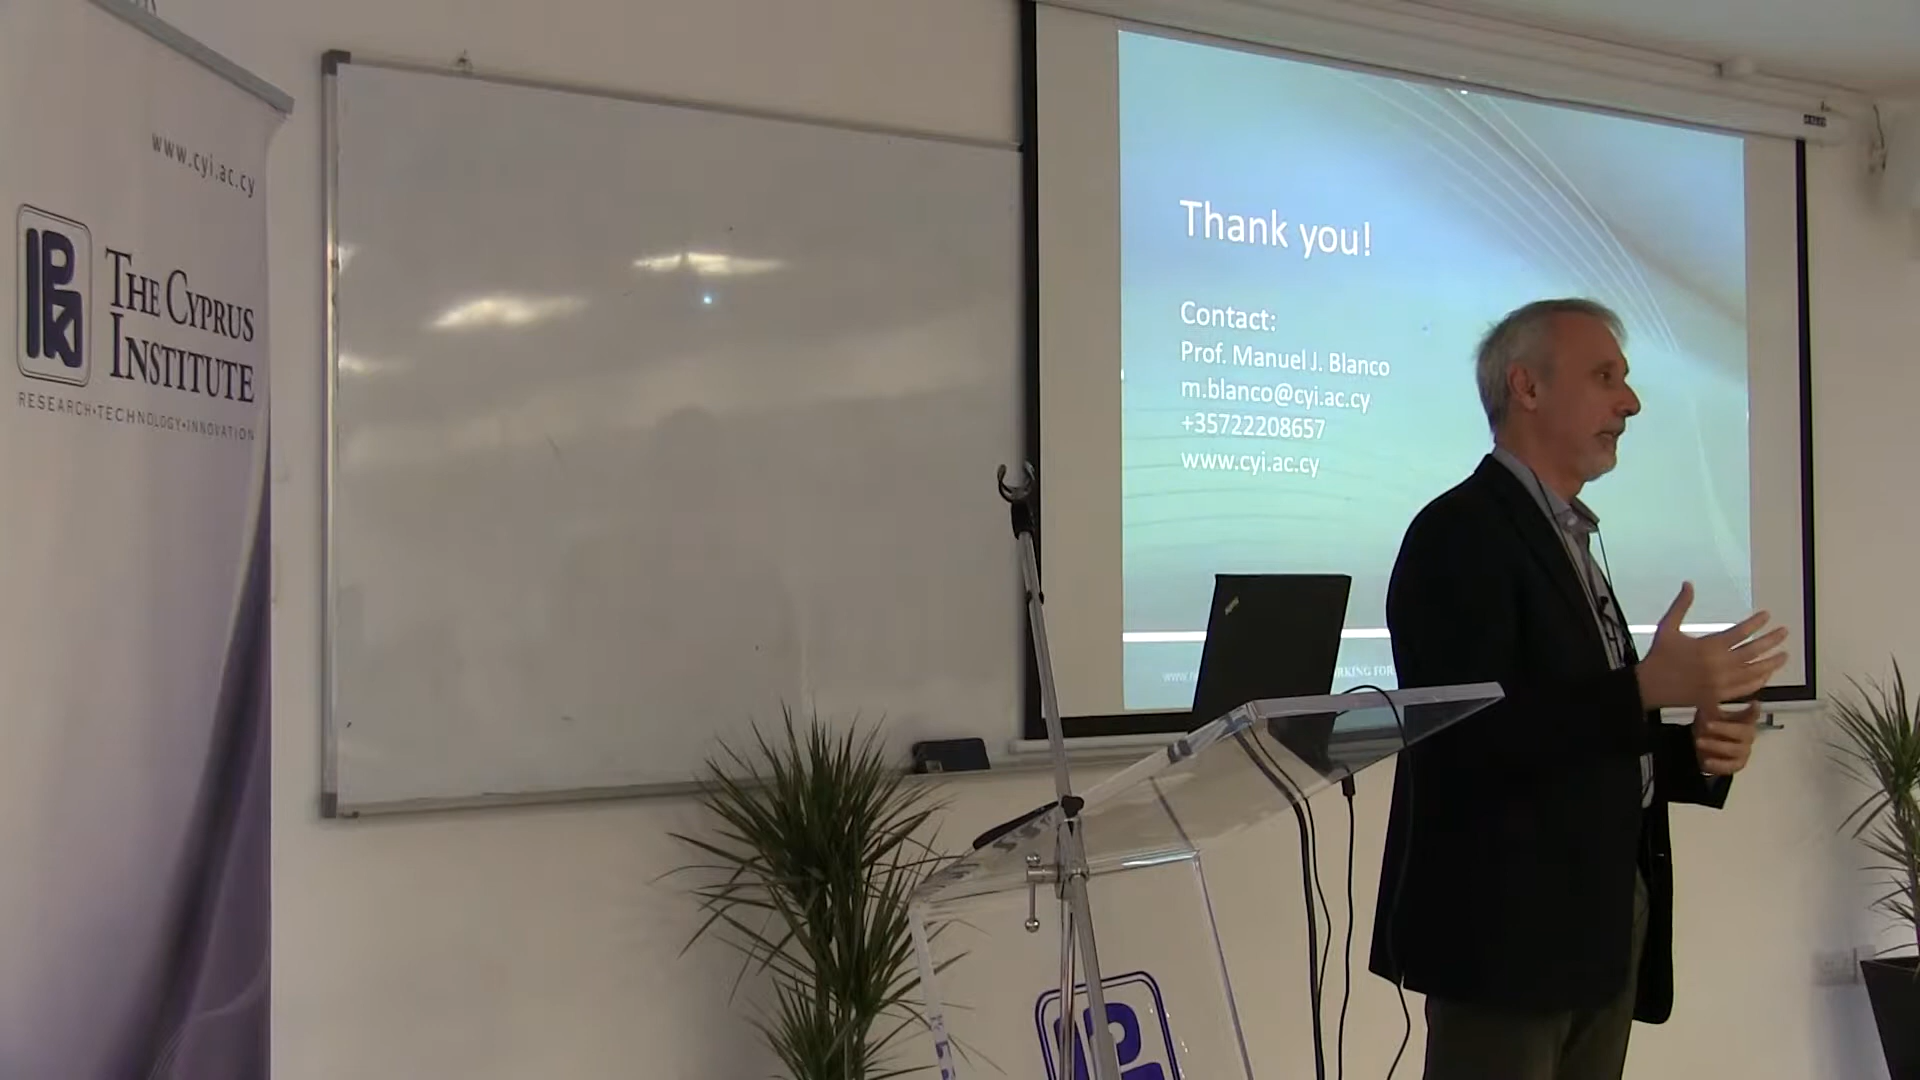 www.cyi.ac.cy
THE CYPRUS
INSTITUTE
RESEARCH•TECHNOLOGY•INNOVATION
Thank you!
Contact:
Prof. Manuel J. Blanco
m.blanco@cyi.ac.cy
+35722208657
www.cyi.ac.cy